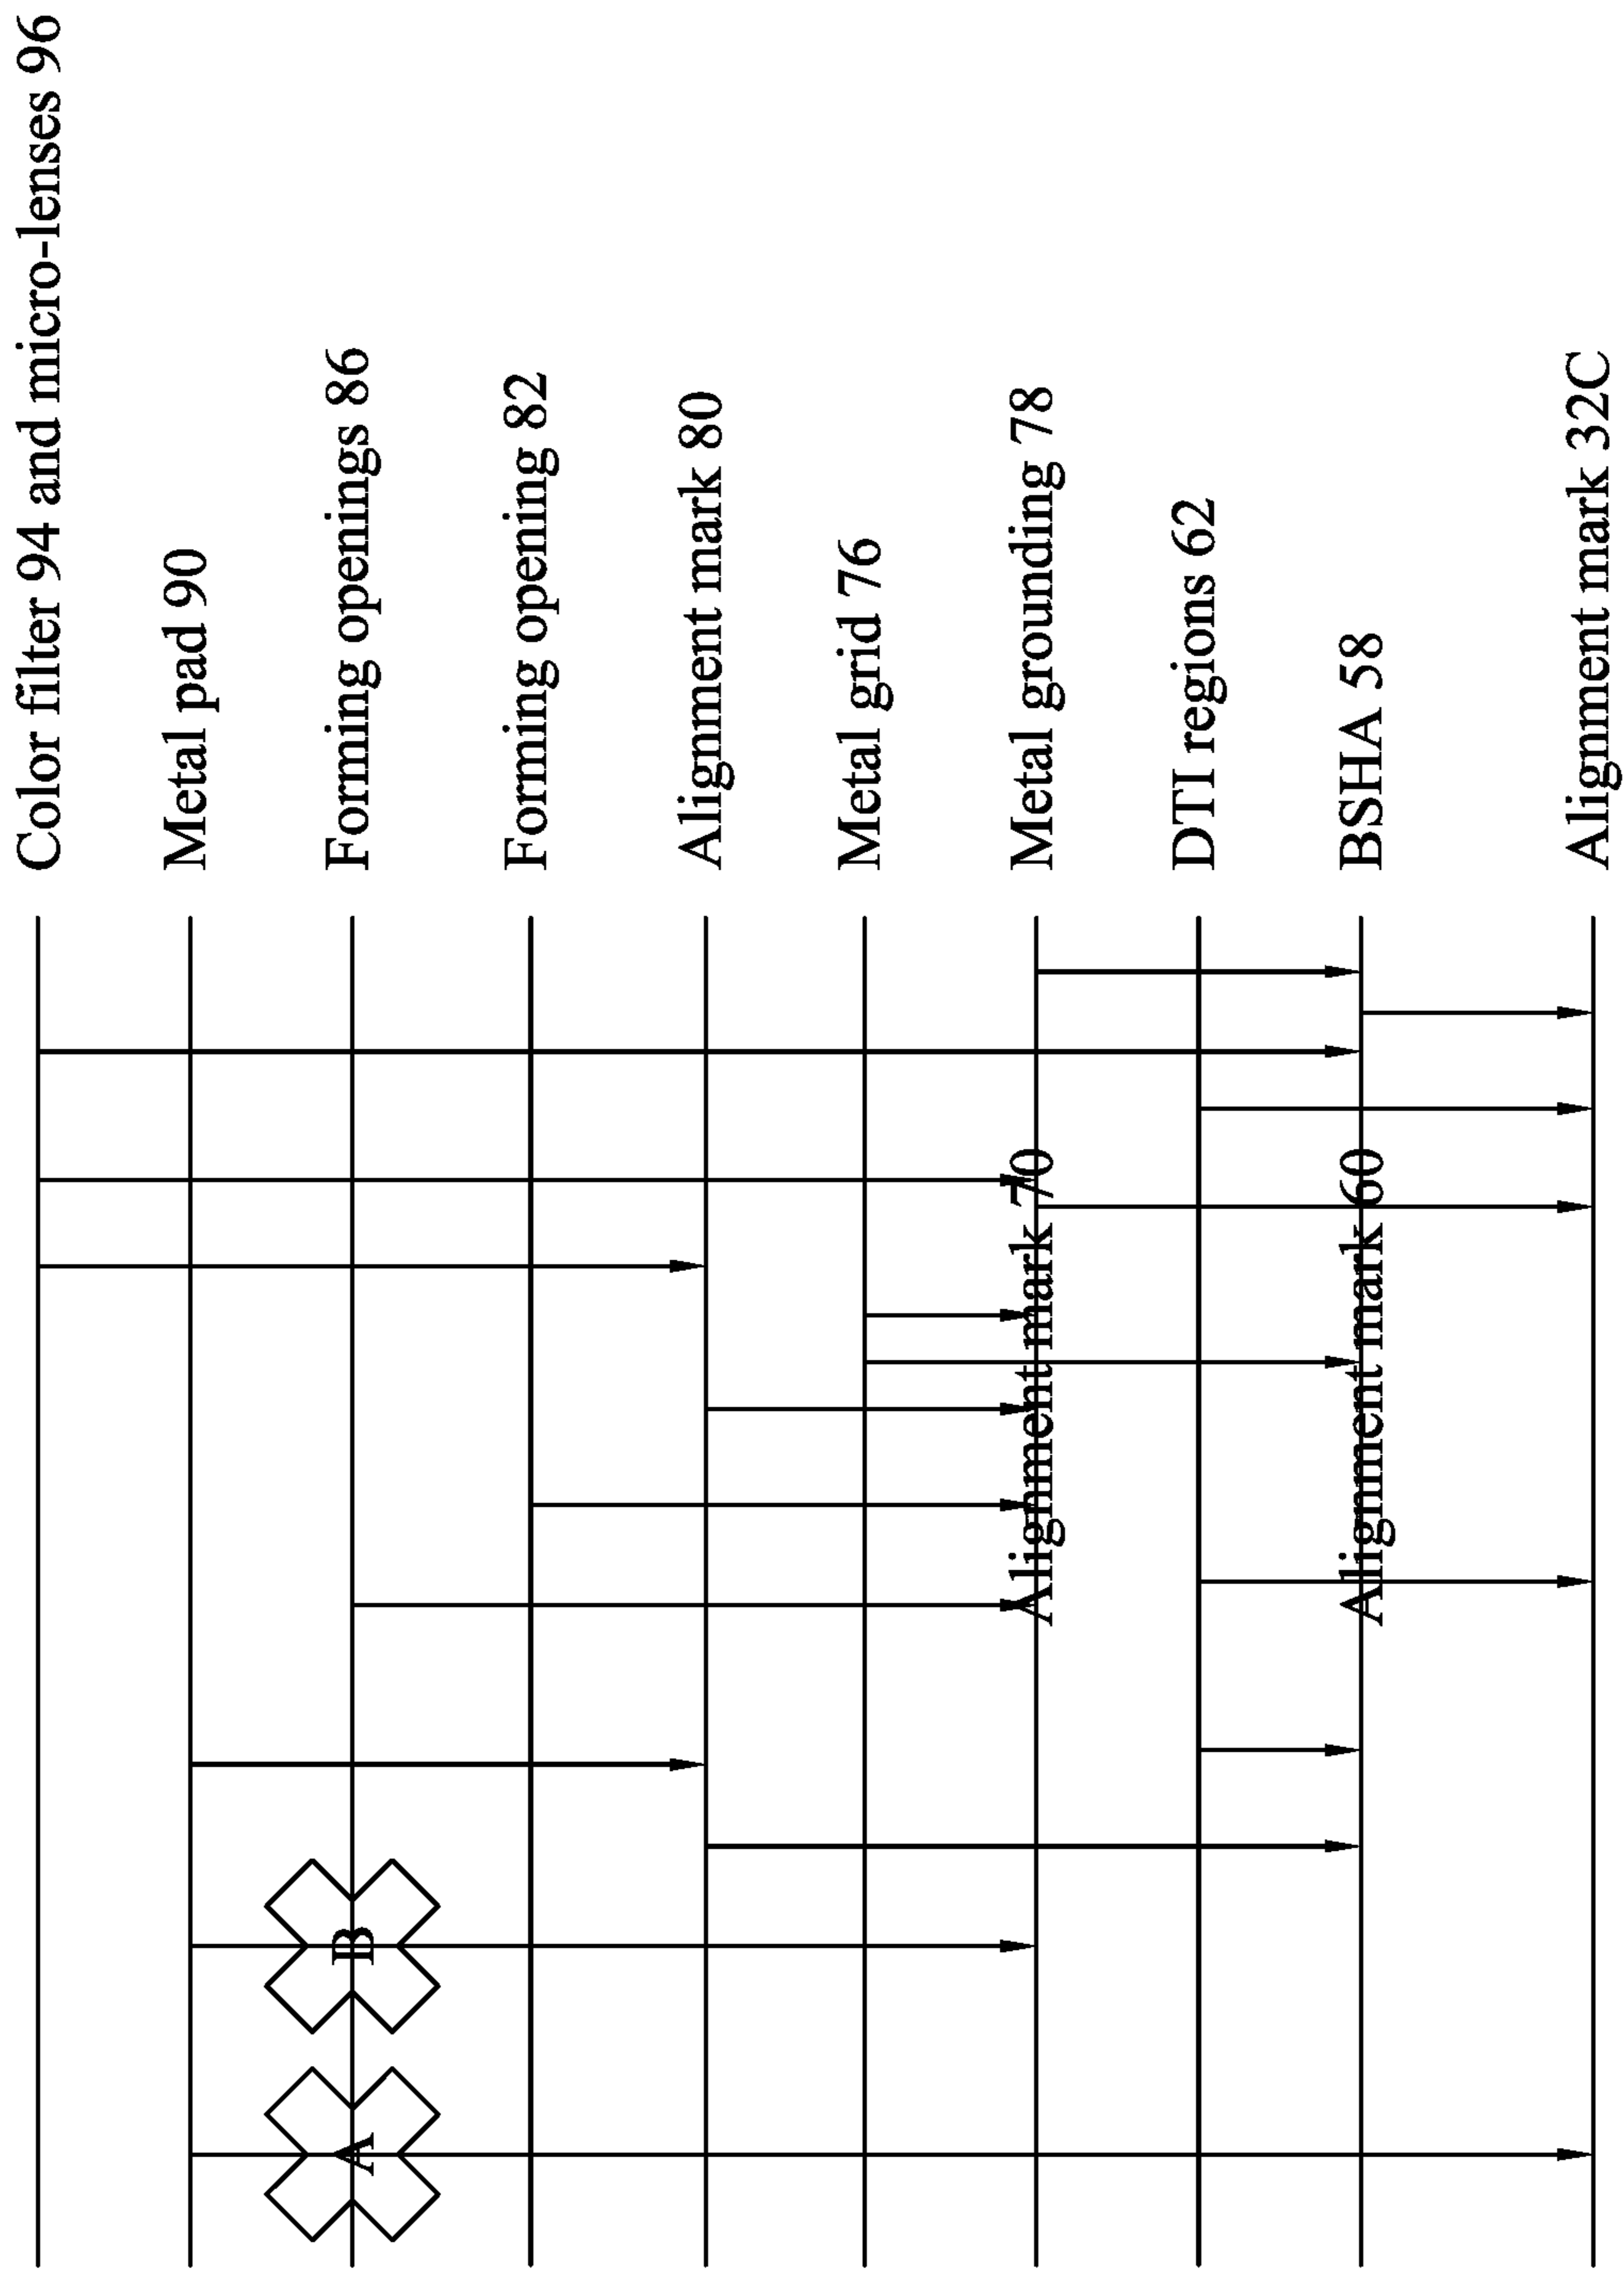 Color filter 94 and micro-lenses 96
Metal pad 90
Forming openings 86
Forming opening 82
Alignment mark 80
Metal grid 76
Metal grounding 78
DTI regions 62
BSHA 58
Alignment mark 32C
Alignment mark 70
Alignment mark 60
B
A